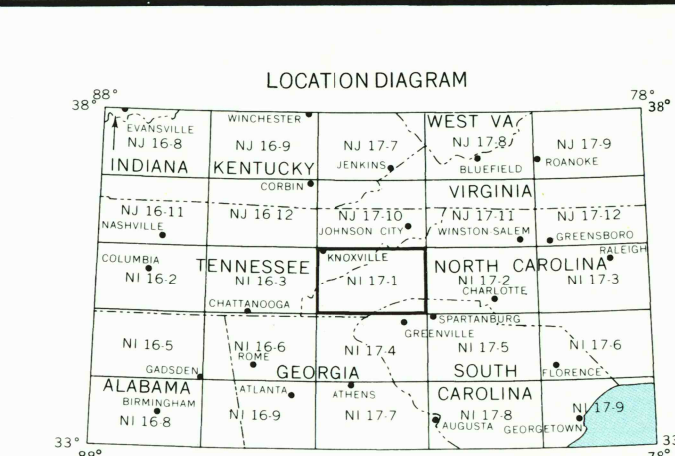 LOCATION DIAGRAM
88° 78°
38° 38°
EVANSVILLE WINCHESTER WEST VA.
NJ 16-8 NJ 16-9 NJ 17-7 NJ 17-8 NJ 17-9
INDIANA KENTUCKY JENKINS BLUEFIELD ROANOKE
CORBIN VIRGINIA
NJ 16-11 NJ 16 12 NJ 17-10 NJ 17-11 NJ 17-12
NASHVILLE JOHNSON CITY WINSTON-SALEM GREENSBORO
COLUMBIA TENNESSEE KNOXVILLE NORTH CAROLINA RALEIGH
NI 16-2 NI 16-3 NI 17-1 NI 17-2 NI 17-3
CHARLOTTE
CHATTANOOGA SPARTANBURG
GREENVILLE
NI 16-5 NI 16-6 NI 17-4 NI 17-5 NI 17-6
ROME
GADSDEN GEORGIA SOUTH FLORENCE
ALABAMA ATLANTA ATHENS CAROLINA
BIRMINGHAM
NI 16-8 NI 16-9 NI 17-7 NI 17-8 NI 17-9
AUGUSTA GEORGETOWN
33° 33
88° 78°